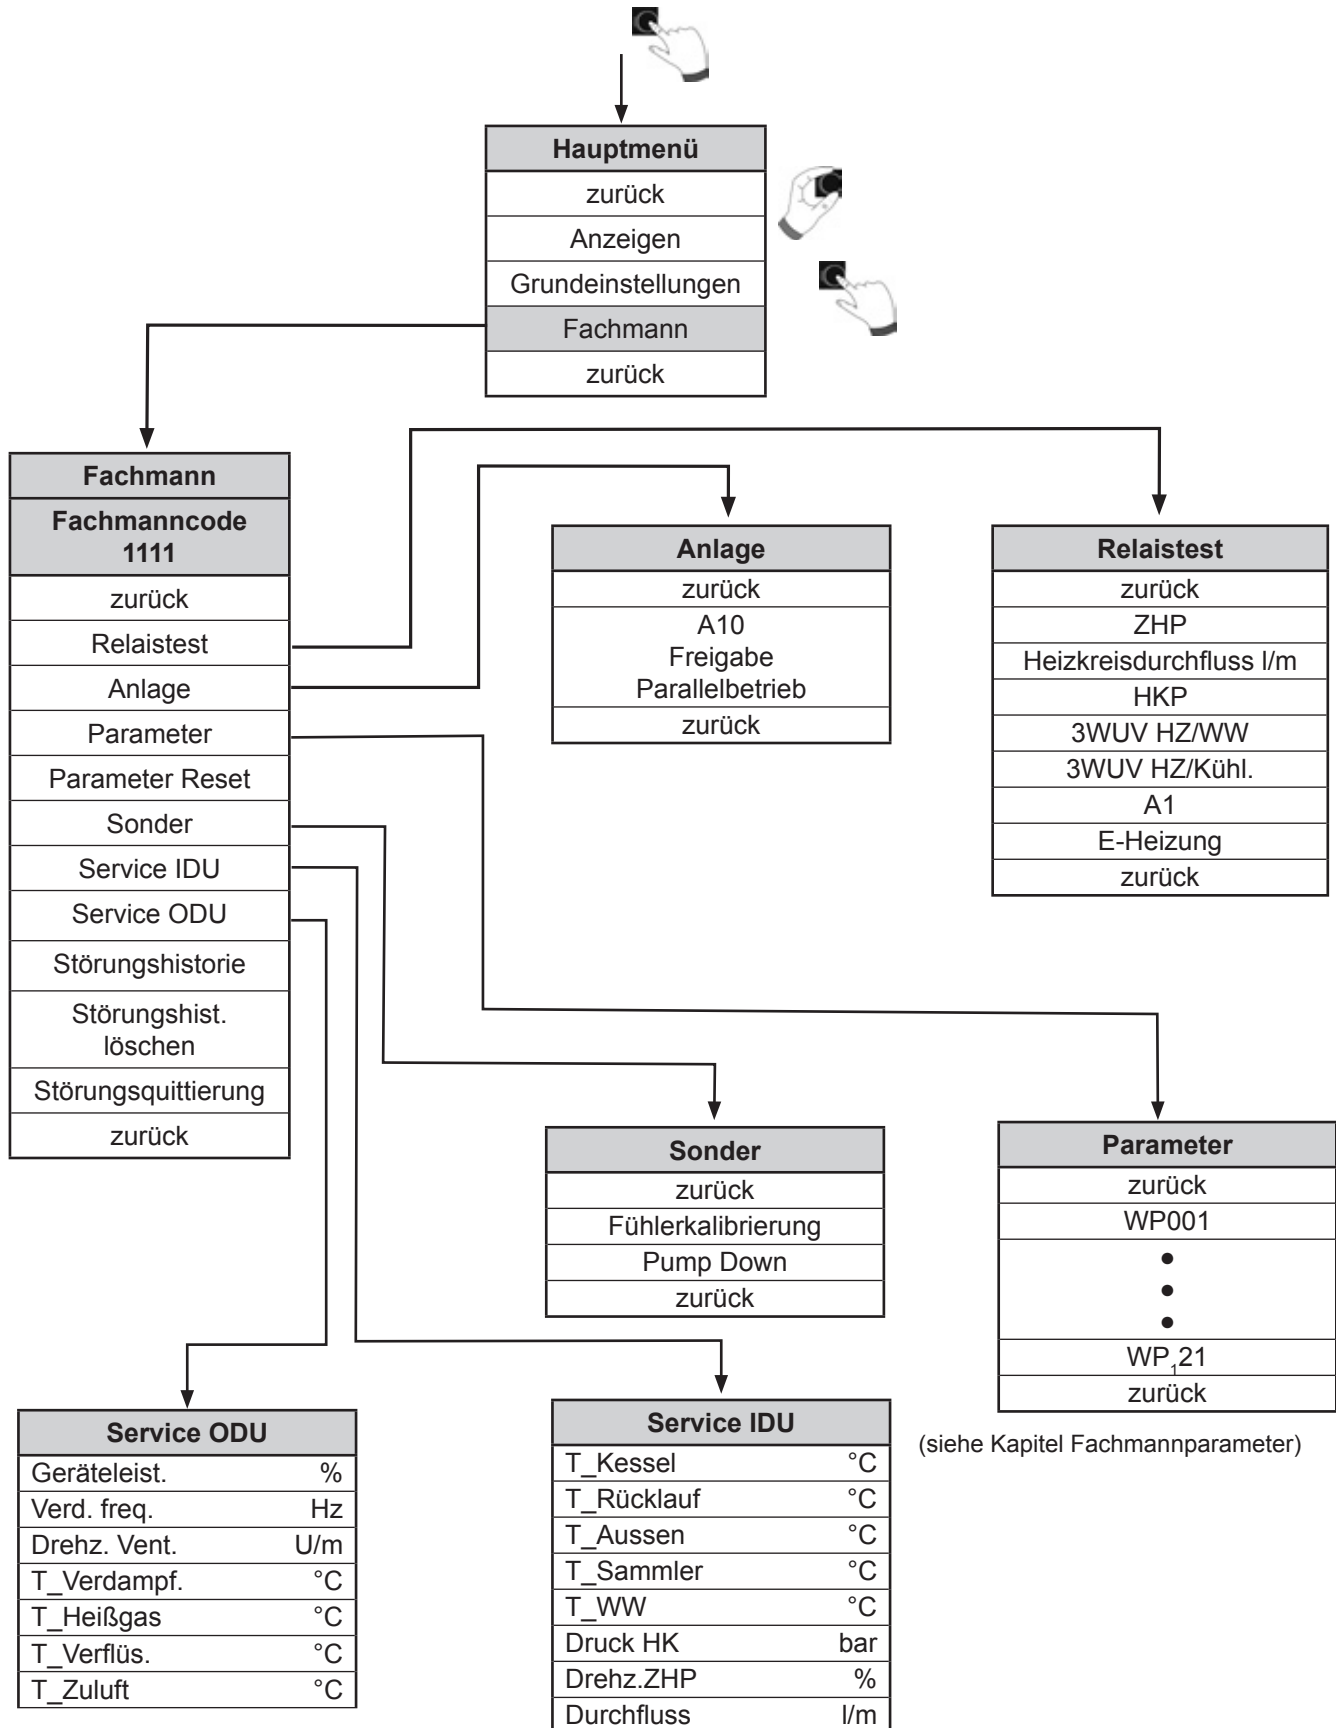 Hauptmenü
zurück
Anzeigen
Grundeinstellungen
Fachmann
zurück
Fachmann
Fachmanncode
1111
zurück
Relaistest
Anlage
Parameter
Parameter Reset
Sonder
Service IDU
Service ODU
Störungshistorie
Störungshist.
löschen
Störungsquittierung
zurück
Anlage
zurück
A10
Freigabe
Parallelbetrieb
zurück
Relaistest
zurück
ZHP
Heizkreisdurchfluss l/m
HKP
3WUV HZ/WW
3WUV HZ/Kühl.
A1
E-Heizung
zurück
Sonder
zurück
Fühlerkalibrierung
Pump Down
zurück
Parameter
zurück
WP001
•
•
•
WP121
zurück
(siehe Kapitel Fachmannparameter)
Service ODU
Geräteleist. %
Verd. freq. Hz
Drehz. Vent. U/m
T_Verdampf. °C
T_Heißgas °C
T_Verflüs. °C
T_Zuluft °C
Service IDU
T_Kessel °C
T_Rücklauf °C
T_Aussen °C
T_Sammler °C
T_WW °C
Druck HK bar
Drehz.ZHP %
Durchfluss l/m